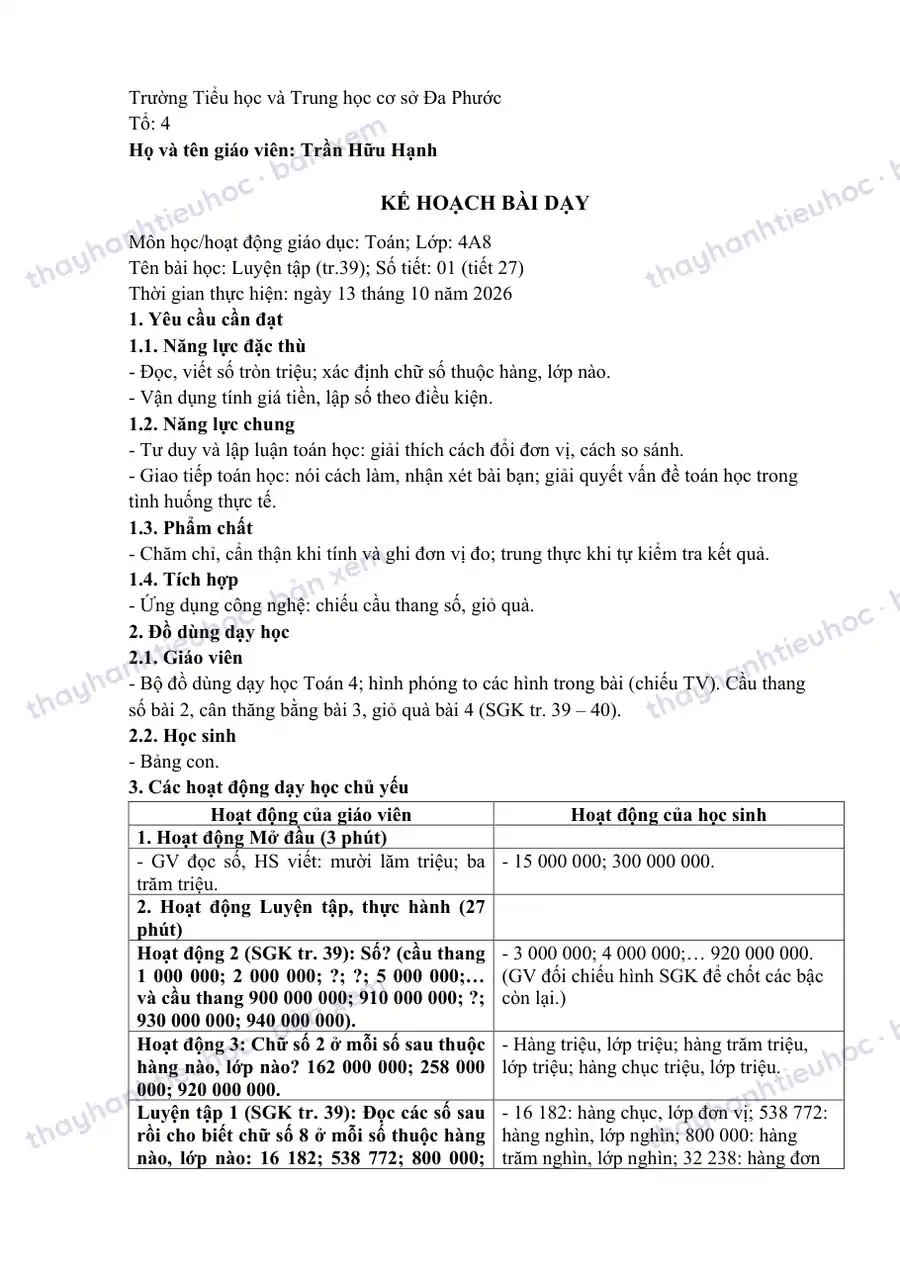 Trường Tiểu học và Trung học cơ sở Đa Phước
Tổ: 4
Họ và tên giáo viên: Trần Hữu Hạnh
KẾ HOẠCH BÀI DẠY
Môn học/hoạt động giáo dục: Toán; Lớp: 4A8
Tên bài học: Luyện tập (tr.39); Số tiết: 01 (tiết 27)
Thời gian thực hiện: ngày 13 tháng 10 năm 2026
1. Yêu cầu cần đạt
1.1. Năng lực đặc thù
- Đọc, viết số tròn triệu; xác định chữ số thuộc hàng, lớp nào.
- Vận dụng tính giá tiền, lập số theo điều kiện.
1.2. Năng lực chung
- Tư duy và lập luận toán học: giải thích cách đổi đơn vị, cách so sánh.
- Giao tiếp toán học: nói cách làm, nhận xét bài bạn; giải quyết vấn đề toán học trong
tình huống thực tế.
1.3. Phẩm chất
- Chăm chỉ, cẩn thận khi tính và ghi đơn vị đo; trung thực khi tự kiểm tra kết quả.
1.4. Tích hợp
- Ứng dụng công nghệ: chiếu cầu thang số, giỏ quà.
2. Đồ dùng dạy học
2.1. Giáo viên
- Bộ đồ dùng dạy học Toán 4; hình phóng to các hình trong bài (chiếu TV). Cầu thang
số bài 2, cân thăng bằng bài 3, giỏ quà bài 4 (SGK tr. 39 – 40).
2.2. Học sinh
- Bảng con.
3. Các hoạt động dạy học chủ yếu
Hoạt động của giáo viên
Hoạt động của học sinh
1. Hoạt động Mở đầu (3 phút)
- GV đọc số, HS viết: mười lăm triệu; ba
trăm triệu.
- 15 000 000; 300 000 000.
2. Hoạt động Luyện tập, thực hành (27
phút)
Hoạt động 2 (SGK tr. 39): Số? (cầu thang
1 000 000; 2 000 000; ?; ?; 5 000 000;…
và cầu thang 900 000 000; 910 000 000; ?;
930 000 000; 940 000 000).
- 3 000 000; 4 000 000;… 920 000 000.
(GV đối chiếu hình SGK để chốt các bậc
còn lại.)
Hoạt động 3: Chữ số 2 ở mỗi số sau thuộc
hàng nào, lớp nào? 162 000 000; 258 000
000; 920 000 000.
- Hàng triệu, lớp triệu; hàng trăm triệu,
lớp triệu; hàng chục triệu, lớp triệu.
Luyện tập 1 (SGK tr. 39): Đọc các số sau
rồi cho biết chữ số 8 ở mỗi số thuộc hàng
nào, lớp nào: 16 182; 538 772; 800 000;
- 16 182: hàng chục, lớp đơn vị; 538 772:
hàng nghìn, lớp nghìn; 800 000: hàng
trăm nghìn, lớp nghìn; 32 238: hàng đơn
thayhanhtieuhoc · bản xem
thayhanhtieuhoc · b
thayhanhtieuhoc · bản xem
thayhanhtieuhoc · b
thayhanhtieuhoc · bản xem
thayhanhtieuhoc · b